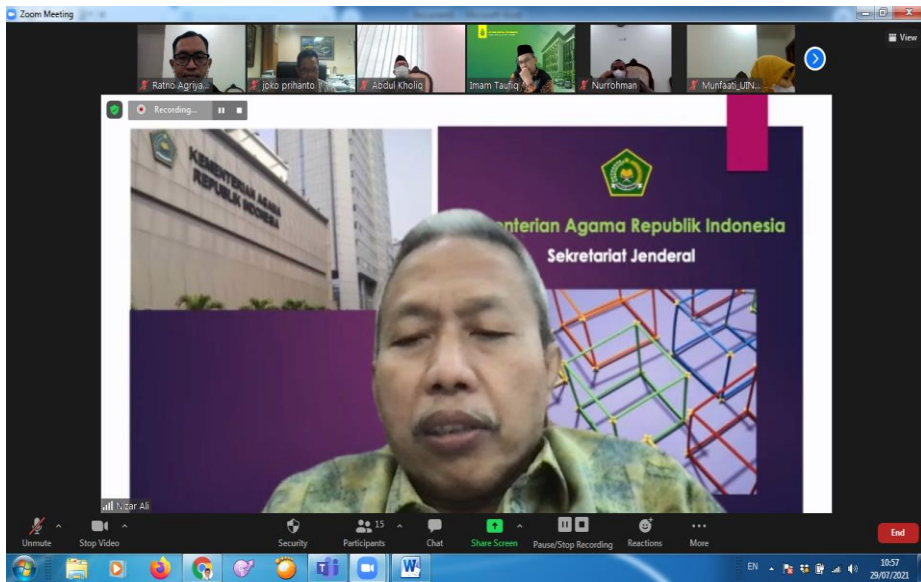 Zoom Meeting
View
Ratno Agriya...
joko prihanto
Abdul Kholiq
Imam Taufiq
Nurrohman
Munfaati_UIN...
Recording...
KEMENTERIAN AGAMA
REPUBLIK INDONESIA
enterian Agama Republik Indonesia
Sekretariat Jenderal
Nizar Ali
Unmute
Stop Video
Security
Participants
15
Chat
Share Screen
Pause/Stop Recording
Reactions
More
End
EN
10:57
29/07/2021